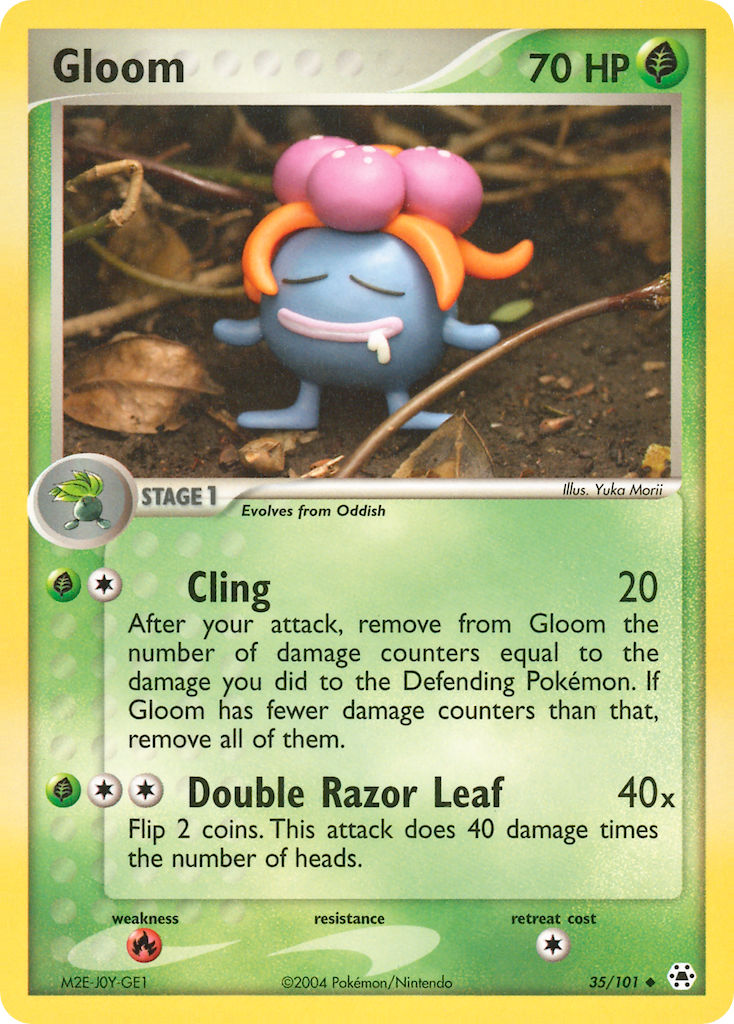 Gloom 70 HP
Illus. Yuka Morii
STAGE 1
Evolves from Oddish
Cling 20
After your attack, remove from Gloom the
number of damage counters equal to the
damage you did to the Defending Pokémon. If
Gloom has fewer damage counters than that,
remove all of them.
Double Razor Leaf 40x
Flip 2 coins. This attack does 40 damage times
the number of heads.
weakness resistance retreat cost
M2E-J0Y-GE1 ©2004 Pokémon/Nintendo 35/101